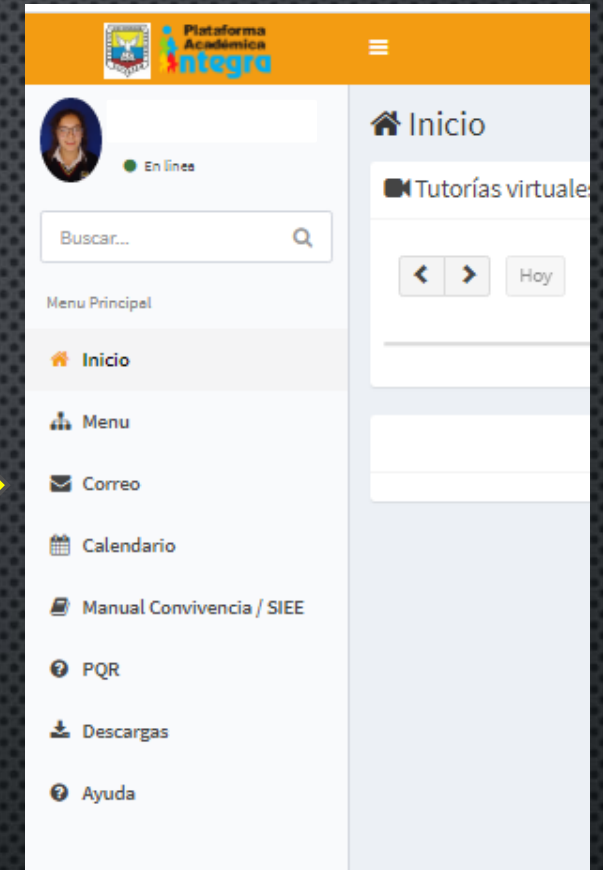 Plataforma
Académica
Integra
Inicio
En línea
Tutorías virtuale
Buscar...
Hoy
Menu Principal
Inicio
Menu
Correo
Calendario
Manual Convivencia / SIEE
PQR
Descargas
Ayuda